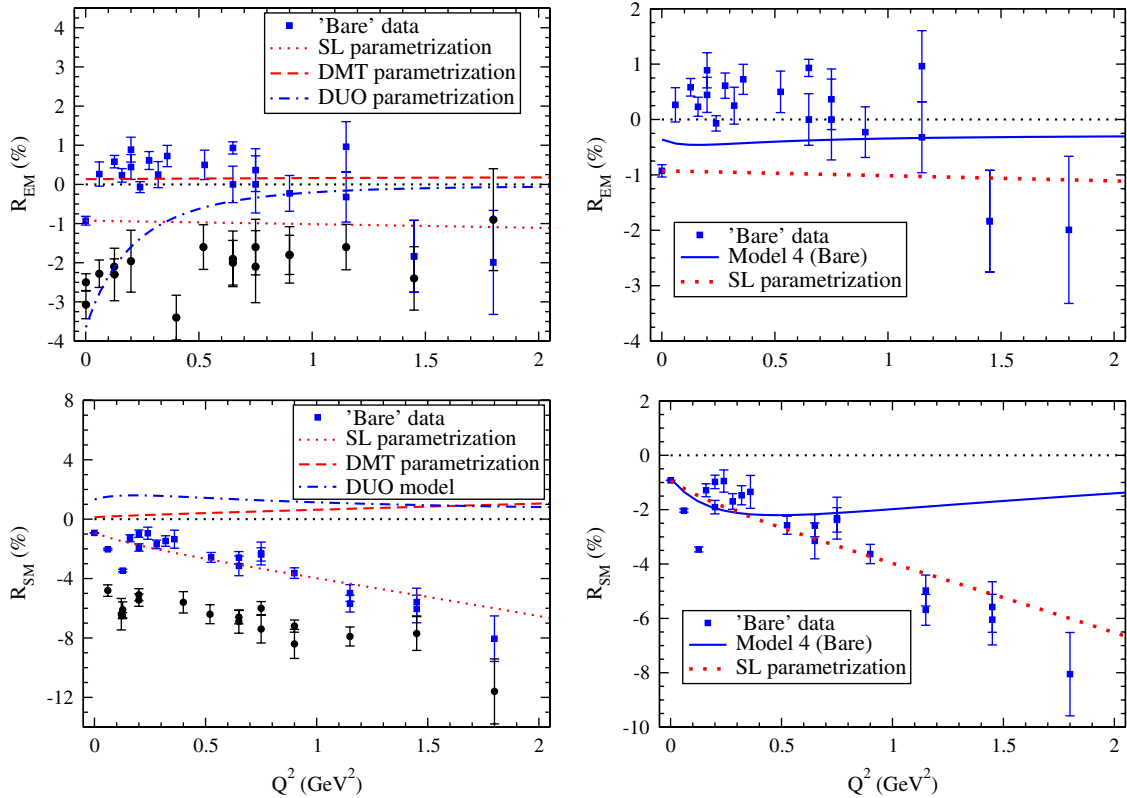 'Bare' data
SL parametrization
DMT parametrization
DUO parametrization
R_EM (%)
4
3
2
1
0
-1
-2
-3
-4
0
0.5
1
1.5
2
'Bare' data
Model 4 (Bare)
SL parametrization
R_EM (%)
2
1
0
-1
-2
-3
-4
0
0.5
1
1.5
2
'Bare' data
SL parametrization
DMT parametrization
DUO model
R_SM (%)
8
4
0
-4
-8
-12
0
0.5
1
1.5
2
Q^2 (GeV^2)
'Bare' data
Model 4 (Bare)
SL parametrization
R_SM (%)
2
0
-2
-4
-6
-8
-10
0
0.5
1
1.5
2
Q^2 (GeV^2)